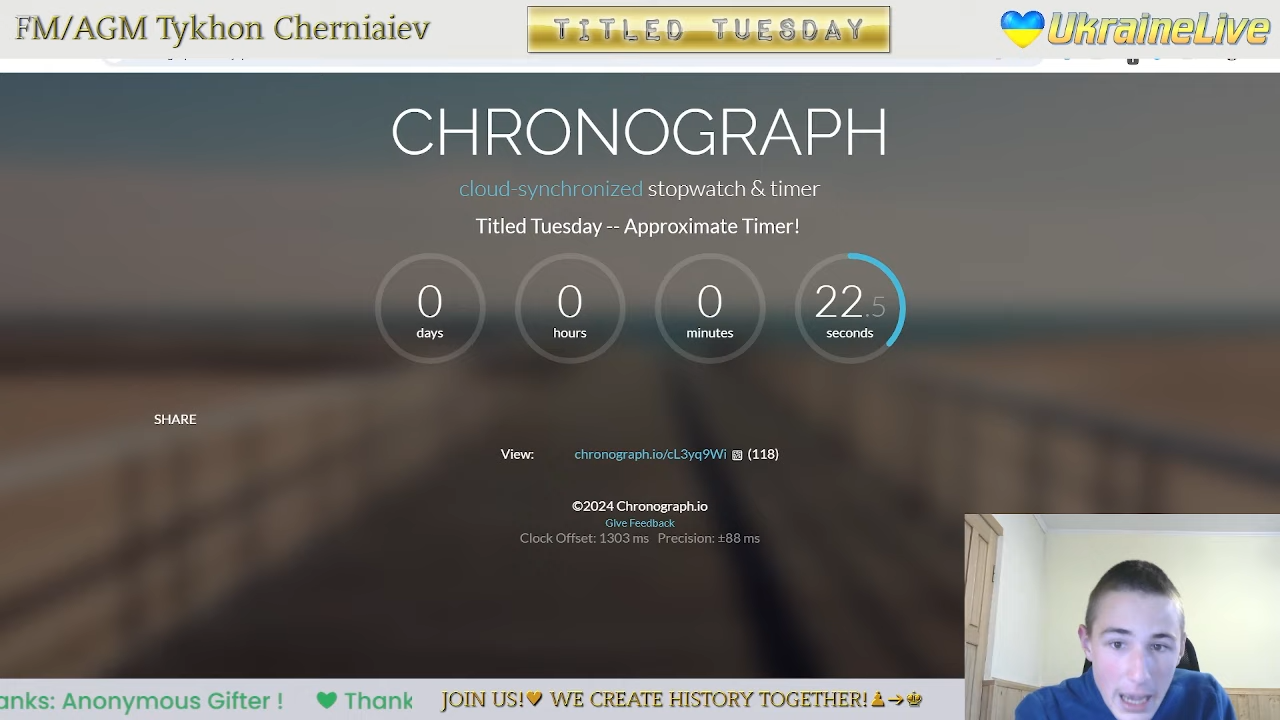 FM/AGM Tykhon Cherniaiev
TITLED TUESDAY
UkraineLive
CHRONOGRAPH
cloud-synchronized stopwatch & timer
Titled Tuesday -- Approximate Timer!
0 0 0 22.5
days hours minutes seconds
SHARE
View: chronograph.io/cL3yq9Wi (118)
©2024 Chronograph.io
Give Feedback
Clock Offset: 1303 ms Precision: ±88 ms
anks: Anonymous Gifter ! Thank
JOIN US! WE CREATE HISTORY TOGETHER!